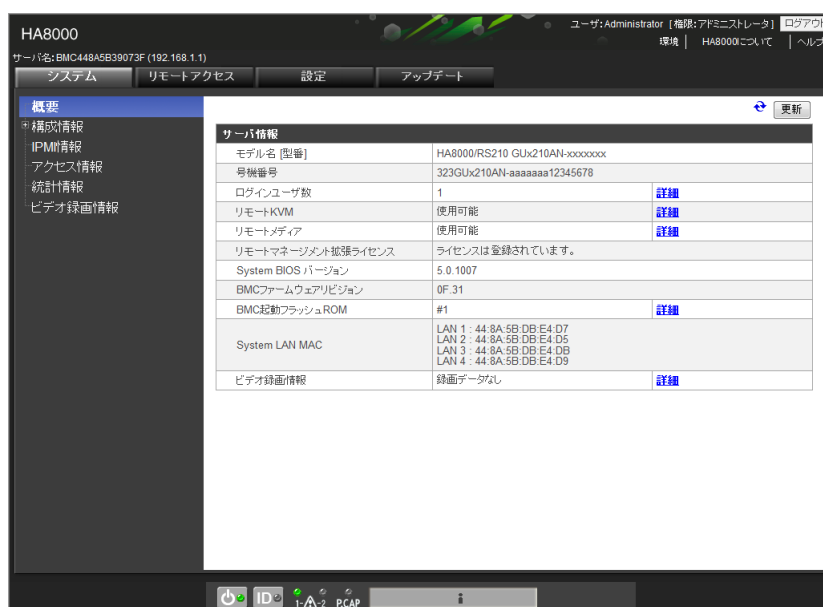 HA8000
ユーザ:Administrator [権限:アドミニストレータ] ログアウト
環境 | HA8000について | ヘルプ
サーバ名:BMC448A5B39073F (192.168.1.1)
システム リモートアクセス 設定 アップデート
概要
構成情報
IPMI情報
アクセス情報
統計情報
ビデオ録画情報
更新
サーバ情報
モデル名 [型番] HA8000/RS210 GUx210AN-xxxxxxx
号機番号 323GUx210AN-aaaaaaa12345678
ログインユーザ数 1 詳細
リモートKVM 使用可能 詳細
リモートメディア 使用可能 詳細
リモートマネージメント拡張ライセンス ライセンスは登録されています。
System BIOS バージョン 5.0.1007
BMCファームウェアリビジョン 0F.31
BMC起動フラッシュROM #1 詳細
System LAN MAC
LAN 1 : 44:8A:5B:DB:E4:D7
LAN 2 : 44:8A:5B:DB:E4:D5
LAN 3 : 44:8A:5B:DB:E4:DB
LAN 4 : 44:8A:5B:DB:E4:D9
ビデオ録画情報 録画データなし 詳細
ID 1-2 P.CAP i